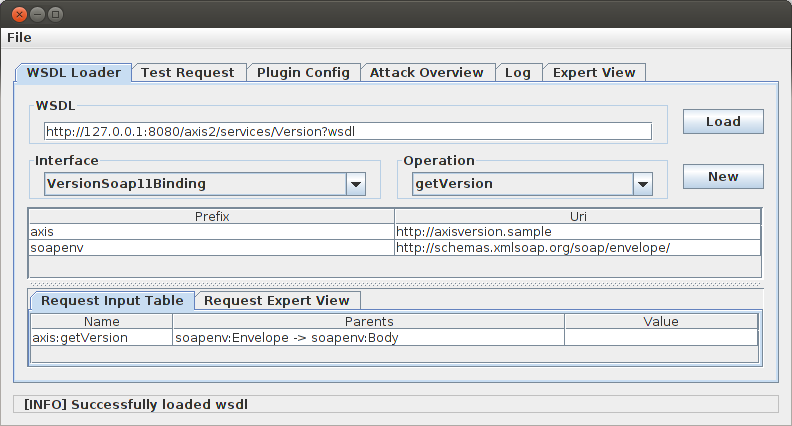 File
WSDL Loader Test Request Plugin Config Attack Overview Log Expert View
WSDL
http://127.0.0.1:8080/axis2/services/Version?wsdl
Load
Interface Operation
VersionSoap11Binding getVersion
New
Prefix Uri
axis http://axisversion.sample
soapenv http://schemas.xmlsoap.org/soap/envelope/
Request Input Table Request Expert View
Name Parents Value
axis:getVersion soapenv:Envelope -> soapenv:Body
[INFO] Successfully loaded wsdl